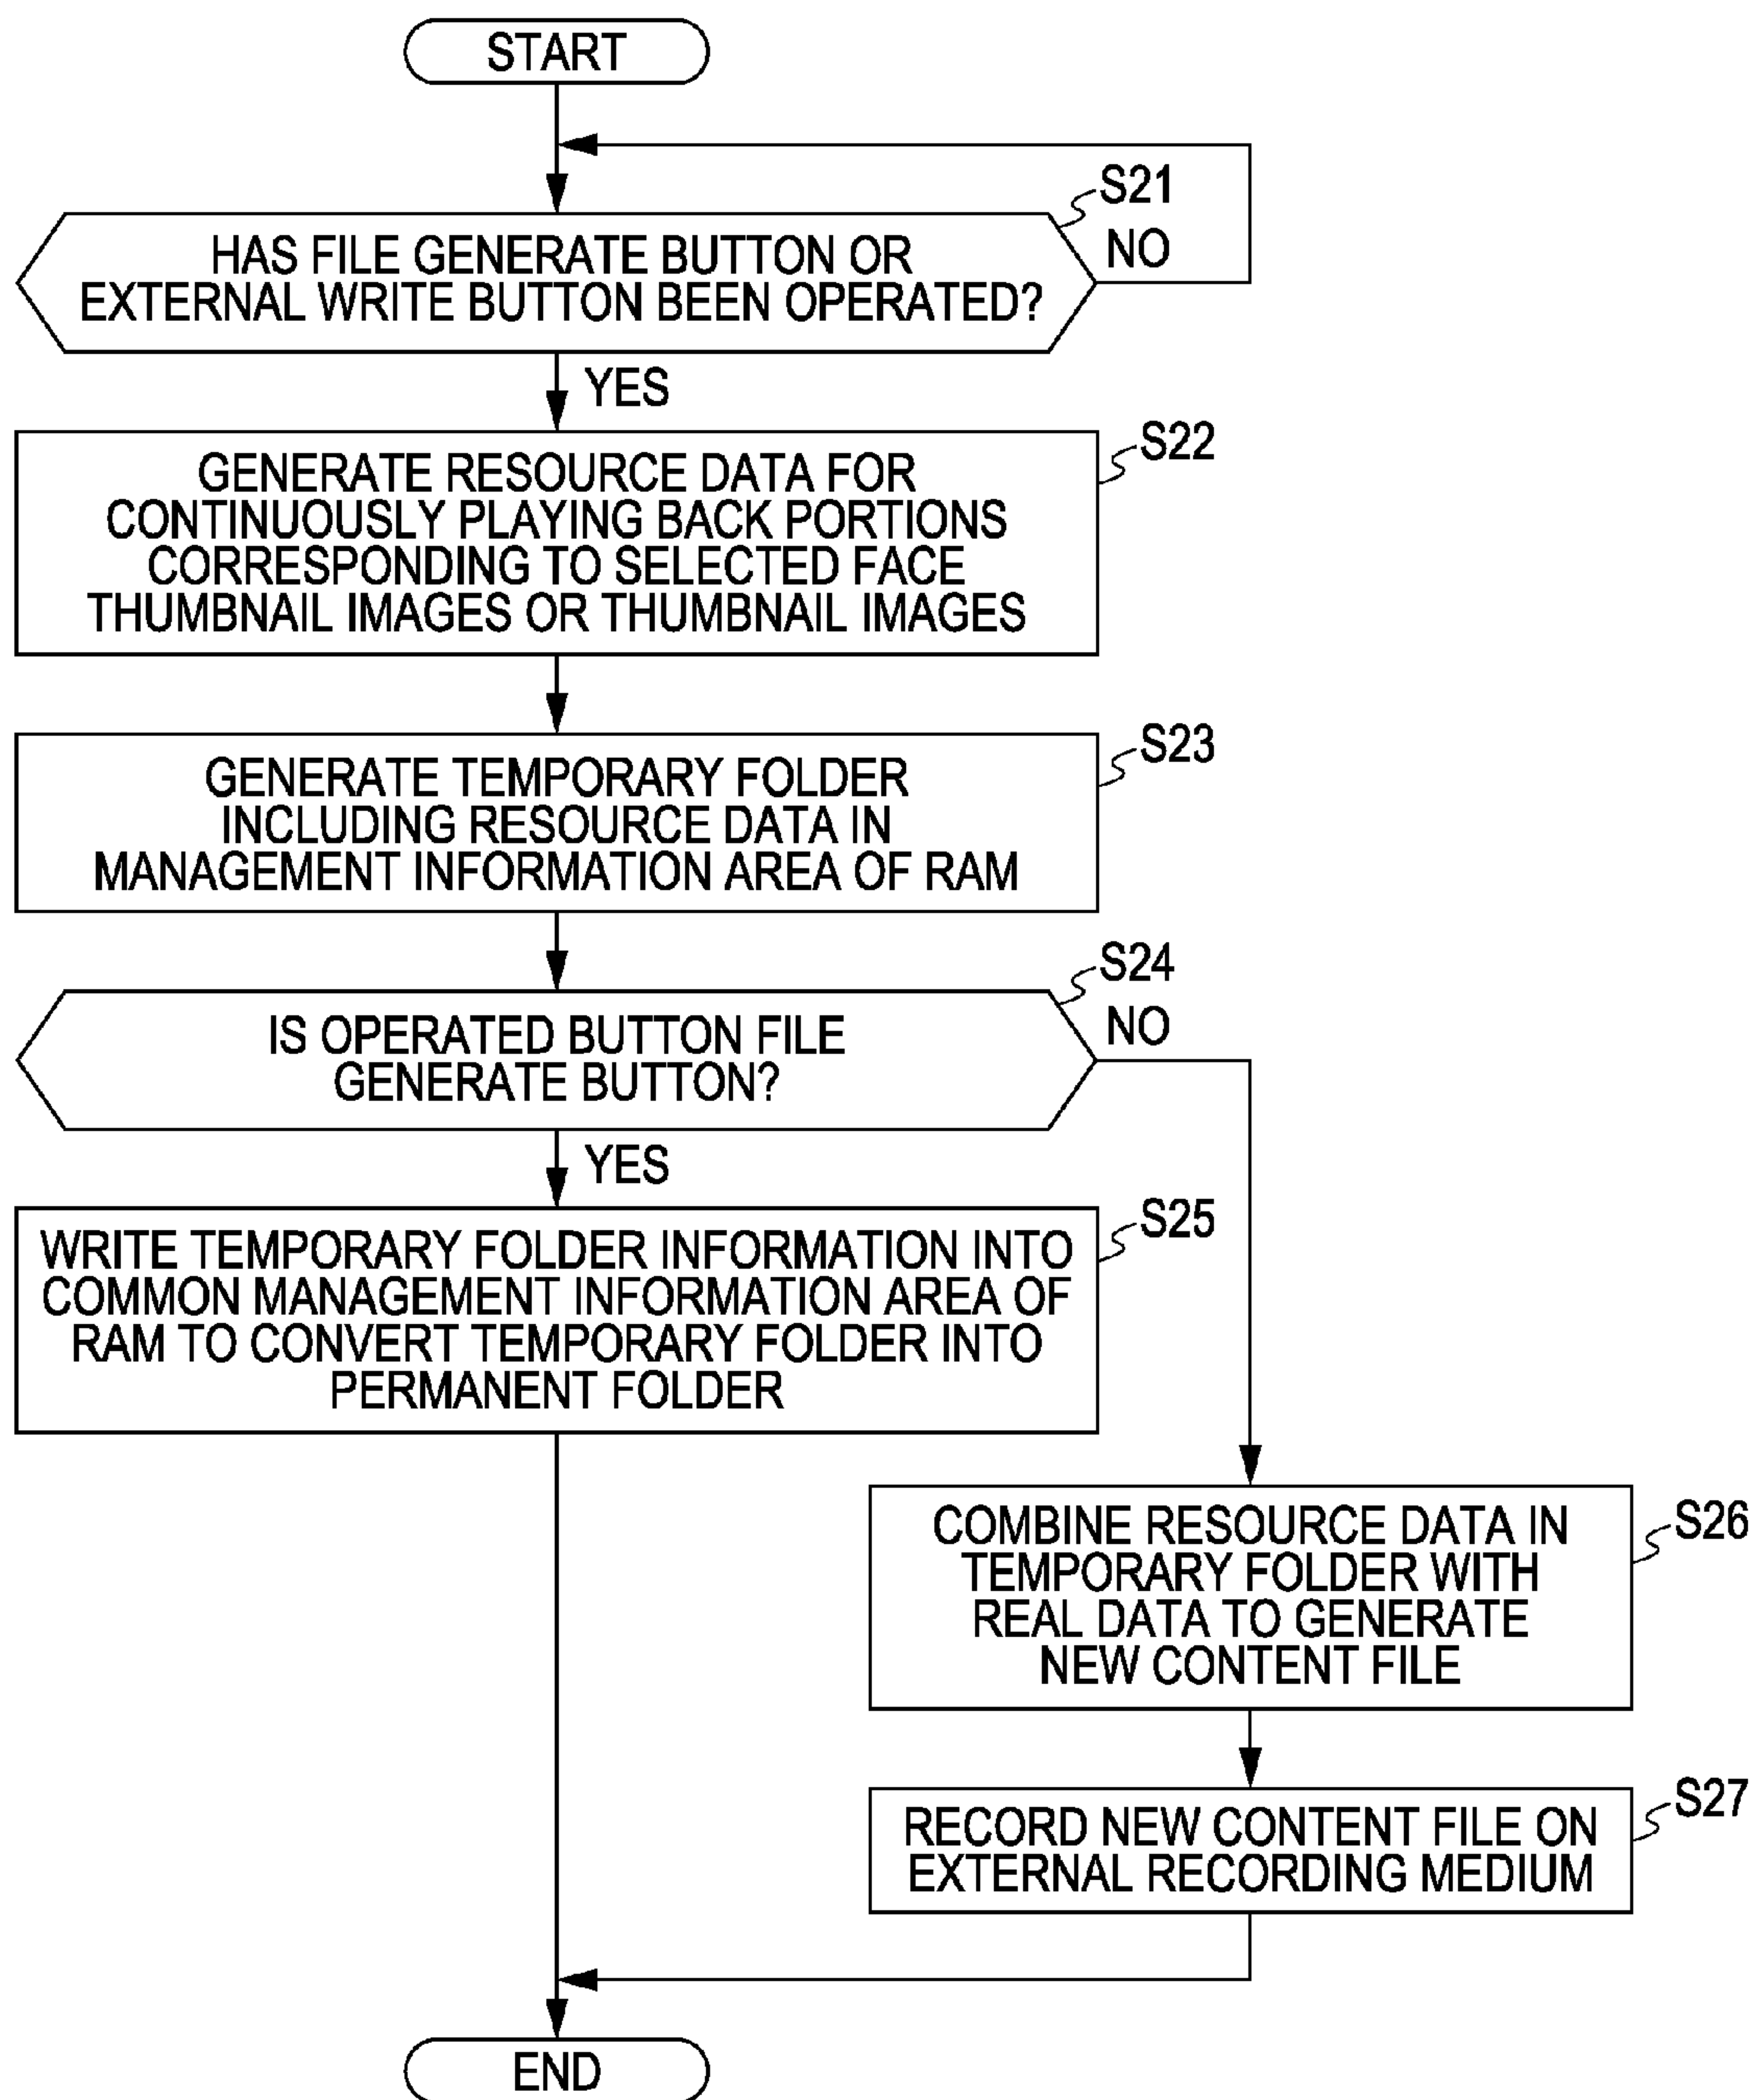 START
S21
HAS FILE GENERATE BUTTON OR
NO
EXTERNAL WRITE BUTTON BEEN OPERATED?
YES
S22
GENERATE RESOURCE DATA FOR
CONTINUOUSLY PLAYING BACK PORTIONS
CORRESPONDING TO SELECTED FACE
THUMBNAIL IMAGES OR THUMBNAIL IMAGES
S23
GENERATE TEMPORARY FOLDER
INCLUDING RESOURCE DATA IN
MANAGEMENT INFORMATION AREA OF RAM
S24
NO
IS OPERATED BUTTON FILE
GENERATE BUTTON?
YES
S25
WRITE TEMPORARY FOLDER INFORMATION INTO
COMMON MANAGEMENT INFORMATION AREA OF
RAM TO CONVERT TEMPORARY FOLDER INTO
PERMANENT FOLDER
S26
COMBINE RESOURCE DATA IN
TEMPORARY FOLDER WITH
REAL DATA TO GENERATE
NEW CONTENT FILE
S27
RECORD NEW CONTENT FILE ON
EXTERNAL RECORDING MEDIUM
END